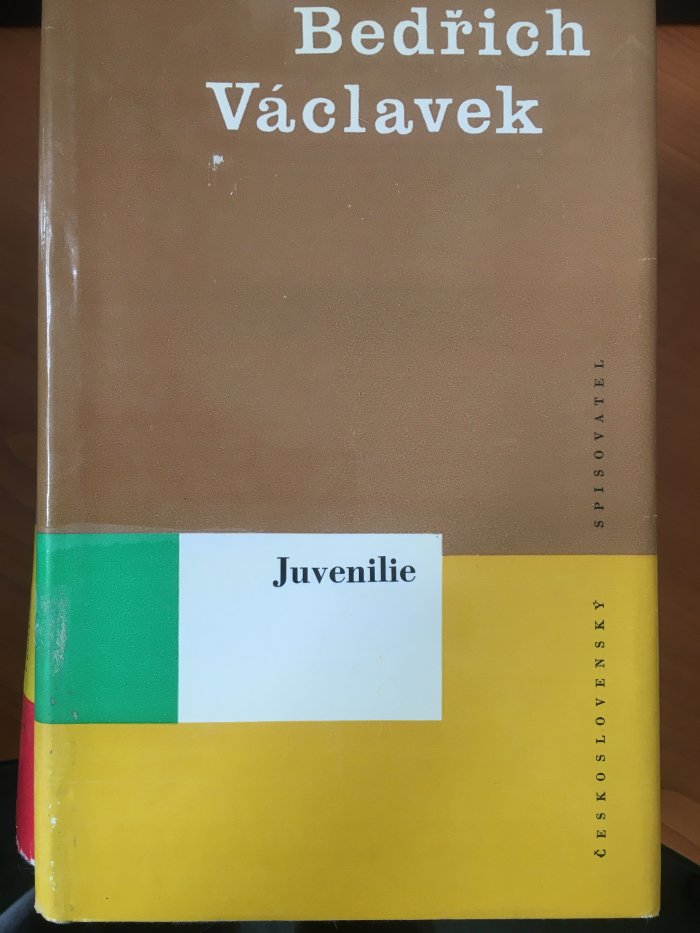 Bedřich
Václavek
Juvenilie
ČESKOSLOVENSKÝ SPISOVATEL